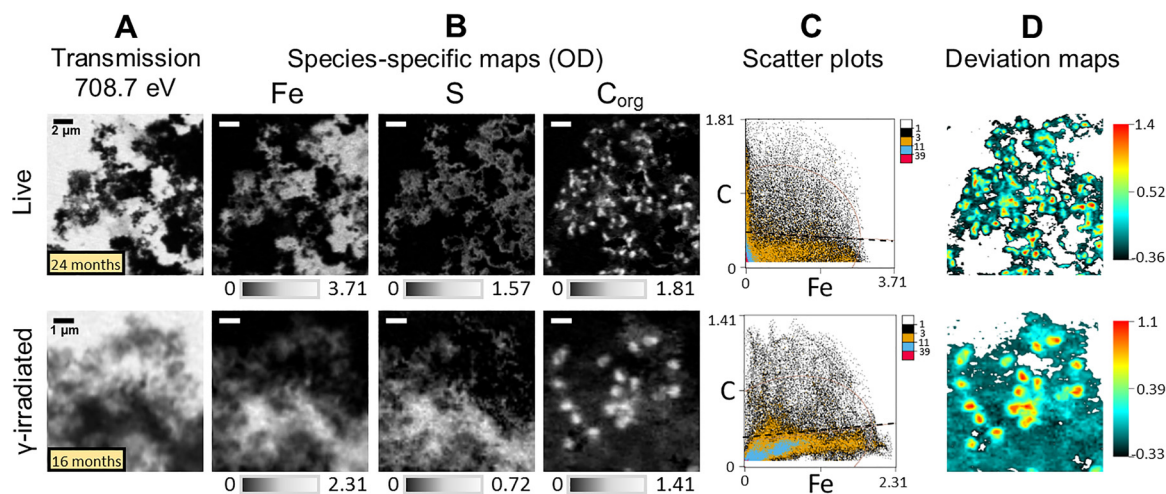 A
B
C
D
Transmission
708.7 eV
Species-specific maps (OD)
Scatter plots
Deviation maps
Fe
S
Corg
Live
2 µm
24 months
0
3.71
0
1.57
0
1.81
1.81
C
0
0
Fe
3.71
1
3
11
39
1.4
0.52
-0.36
γ-irradiated
1 µm
16 months
0
2.31
0
0.72
0
1.41
1.41
C
0
0
Fe
2.31
1
3
11
39
1.1
0.39
-0.33